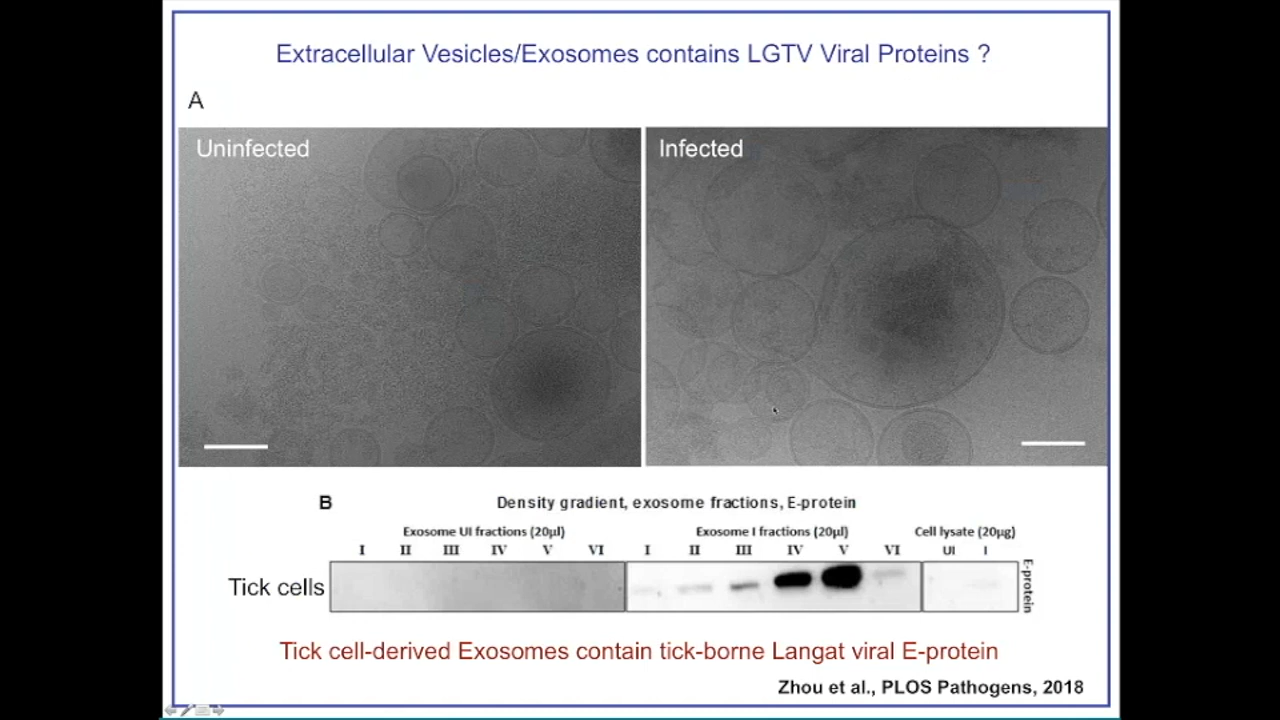 Extracellular Vesicles/Exosomes contains LGTV Viral Proteins ?
A
Uninfected
Infected
B
Density gradient, exosome fractions, E-protein
Exosome UI fractions (20µl)
Exosome I fractions (20µl)
Cell lysate (20µg)
I II III IV V VI I II III IV V VI UI I
Tick cells
E-protein
Tick cell-derived Exosomes contain tick-borne Langat viral E-protein
Zhou et al., PLOS Pathogens, 2018